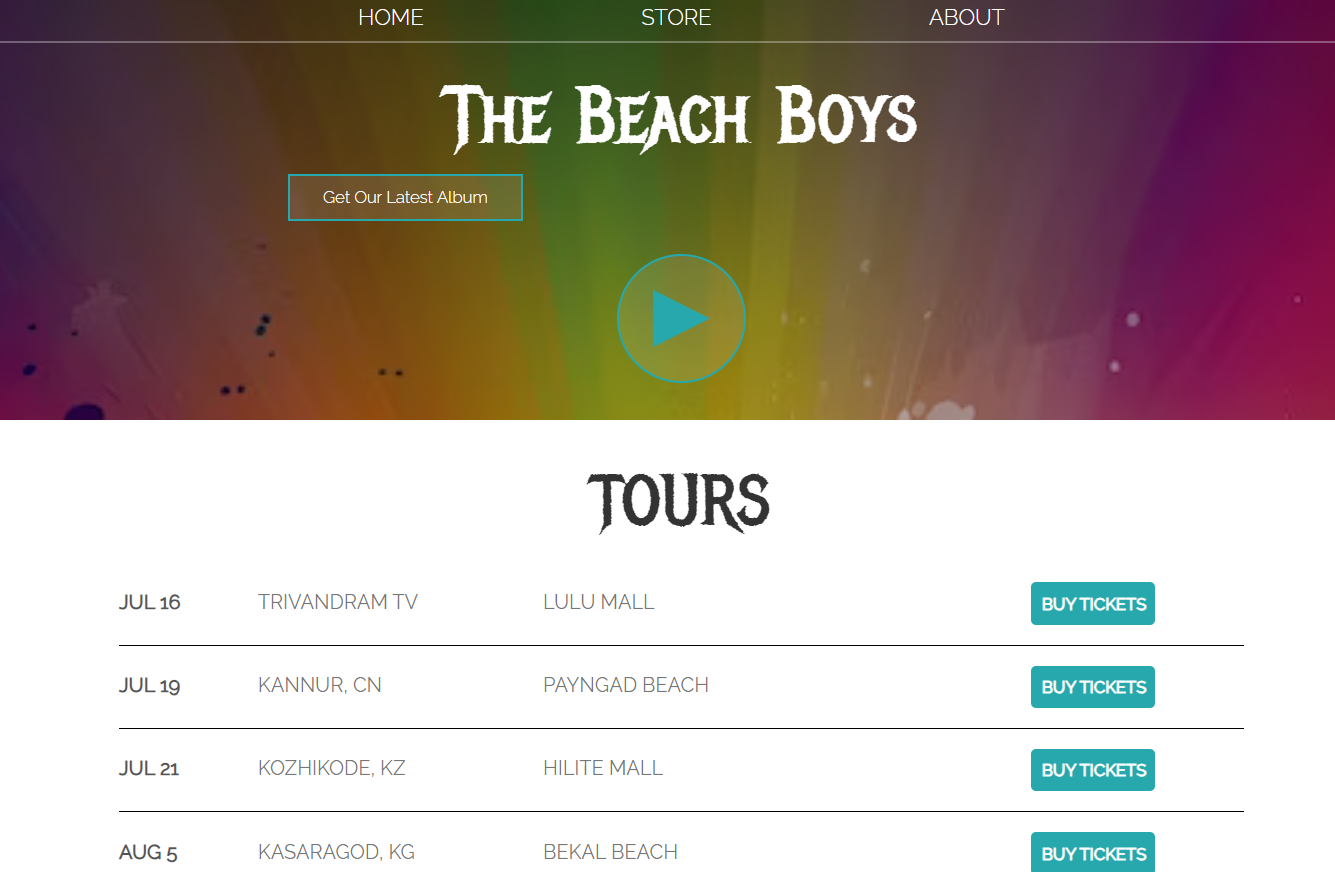 HOME STORE ABOUT
The Beach Boys
Get Our Latest Album
TOURS
JUL 16 TRIVANDRAM TV LULU MALL BUY TICKETS
JUL 19 KANNUR, CN PAYNGAD BEACH BUY TICKETS
JUL 21 KOZHIKODE, KZ HILITE MALL BUY TICKETS
AUG 5 KASARAGOD, KG BEKAL BEACH BUY TICKETS